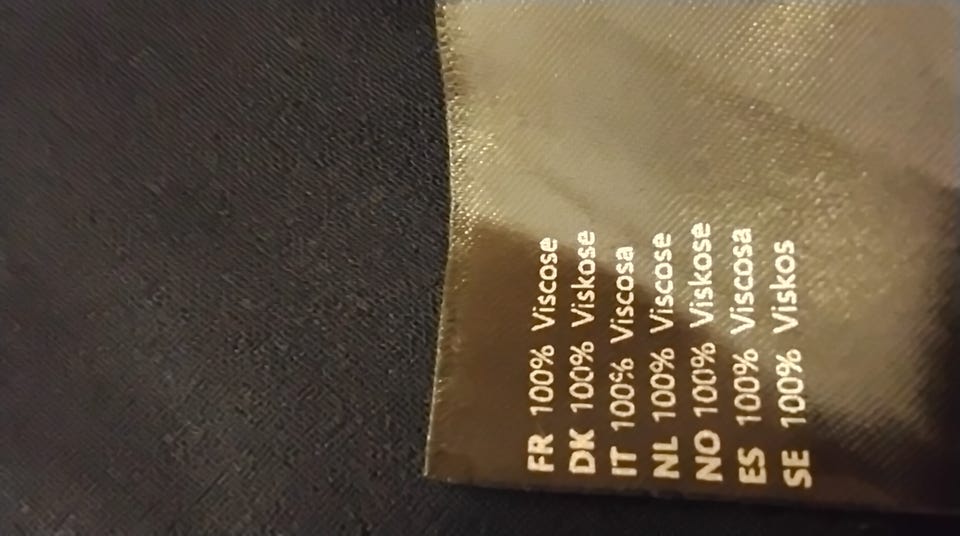 FR 100% Viscose
DK 100% Viskose
IT 100% Viscosa
NL 100% Viscose
NO 100% Viskose
ES 100% Viscosa
SE 100% Viskos